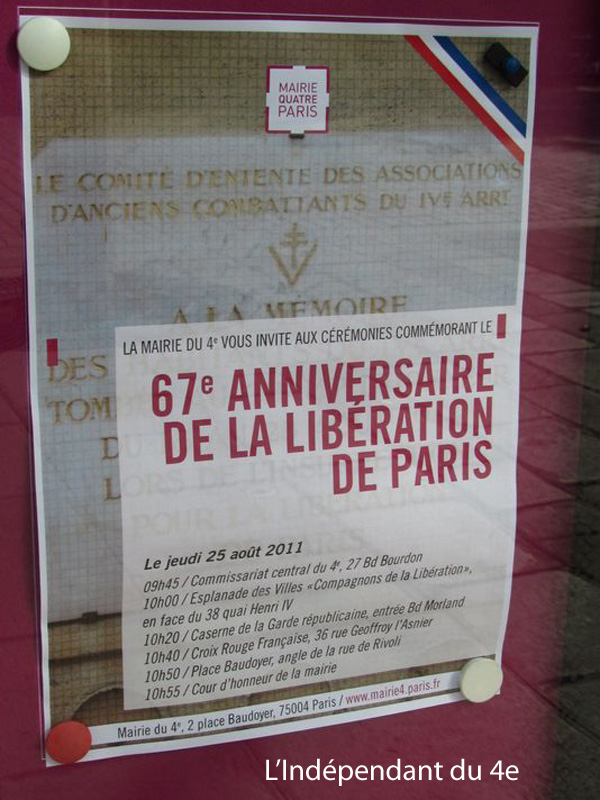 MAIRIE
QUATRE
PARIS
LE COMITÉ D'ENTENTE DES ASSOCIATIONS
D'ANCIENS COMBATTANTS DU IVE ARRT
A LA MÉMOIRE
DES
TOMB
LA MAIRIE DU 4e VOUS INVITE AUX CÉRÉMONIES COMMÉMORANT LE
67e ANNIVERSAIRE
DE LA LIBÉRATION
DE PARIS
Le jeudi 25 août 2011
09h45 / Commissariat central du 4e, 27 Bd Bourdon
10h00 / Esplanade des Villes «Compagnons de la Libération»,
en face du 38 quai Henri IV
10h20 / Caserne de la Garde républicaine, entrée Bd Morland
10h40 / Croix Rouge Française, 36 rue Geoffroy l'Asnier
10h50 / Place Baudoyer, angle de la rue de Rivoli
10h55 / Cour d'honneur de la mairie
Mairie du 4e, 2 place Baudoyer, 75004 Paris / www.mairie4.paris.fr
L'Indépendant du 4e